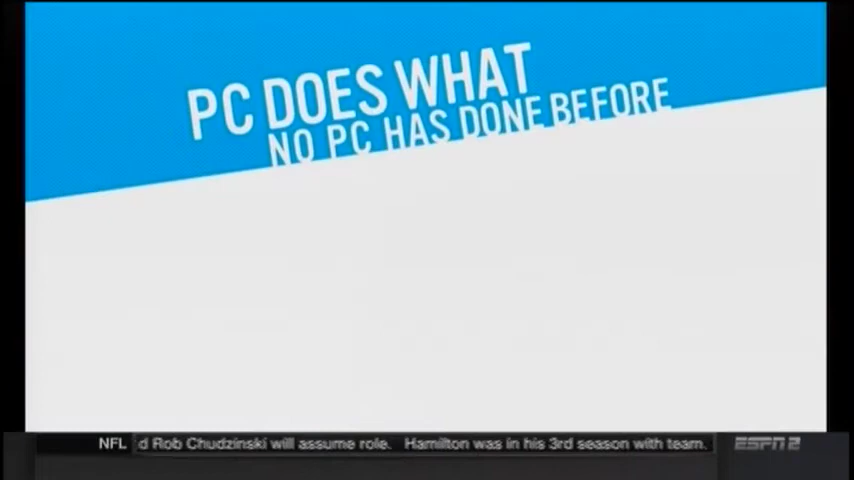 PC DOES WHAT
NO PC HAS DONE BEFORE
NFL d Rob Chudzinski will assume role. Hamilton was in his 3rd season with team. ESPN2